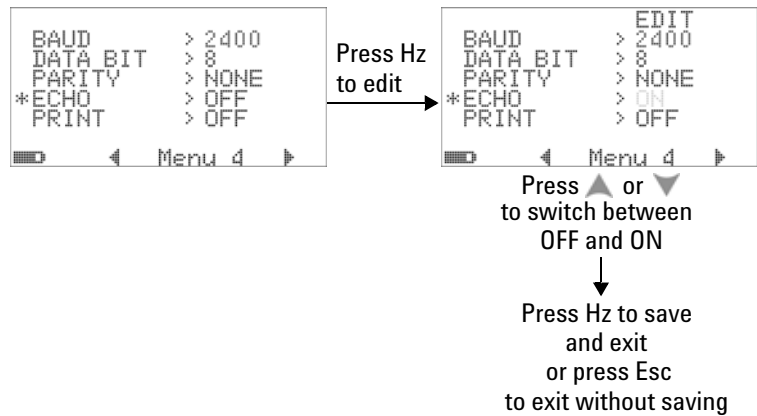 BAUD > 2400
DATA BIT > 8
PARITY > NONE
*ECHO > OFF
PRINT > OFF
Menu 4
Press Hz
to edit
EDIT
BAUD > 2400
DATA BIT > 8
PARITY > NONE
*ECHO > ON
PRINT > OFF
Menu 4
Press or
to switch between
OFF and ON
Press Hz to save
and exit
or press Esc
to exit without saving